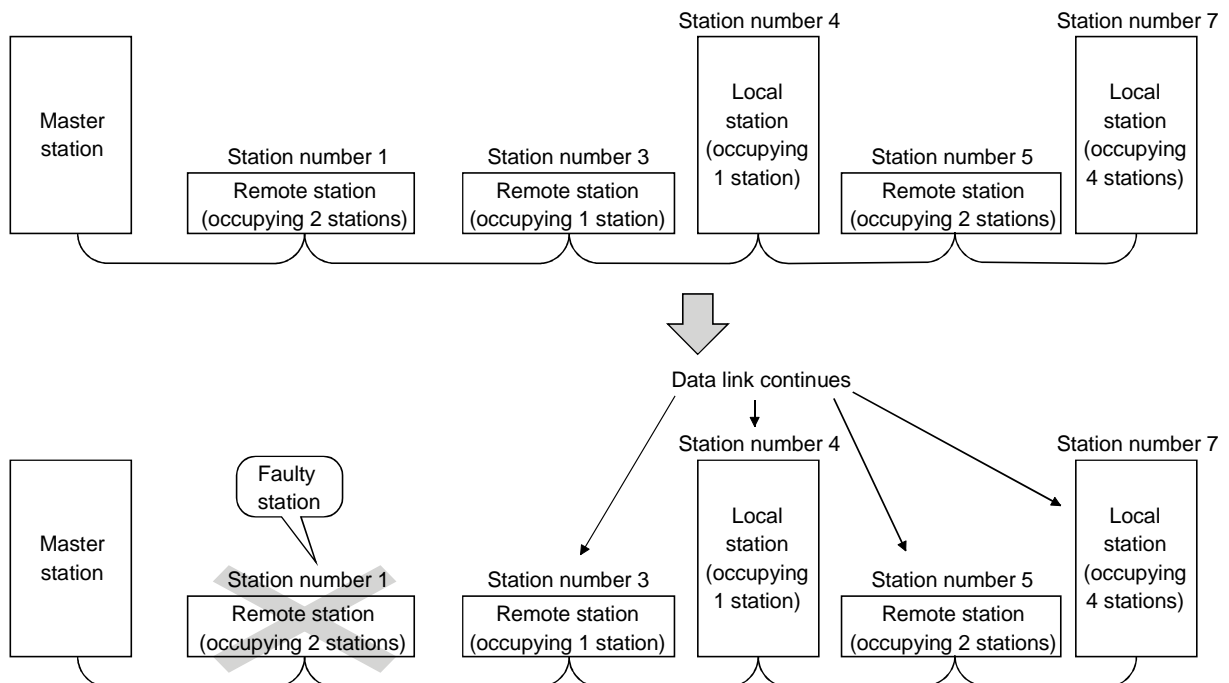 Station number 4
Station number 7
Master
station
Station number 1
Remote station
(occupying 2 stations)
Station number 3
Remote station
(occupying 1 station)
Local
station
(occupying
1 station)
Station number 5
Remote station
(occupying 2 stations)
Local
station
(occupying
4 stations)
Data link continues
Station number 4
Station number 7
Master
station
Faulty
station
Station number 1
Remote station
(occupying 2 stations)
Station number 3
Remote station
(occupying 1 station)
Local
station
(occupying
1 station)
Station number 5
Remote station
(occupying 2 stations)
Local
station
(occupying
4 stations)